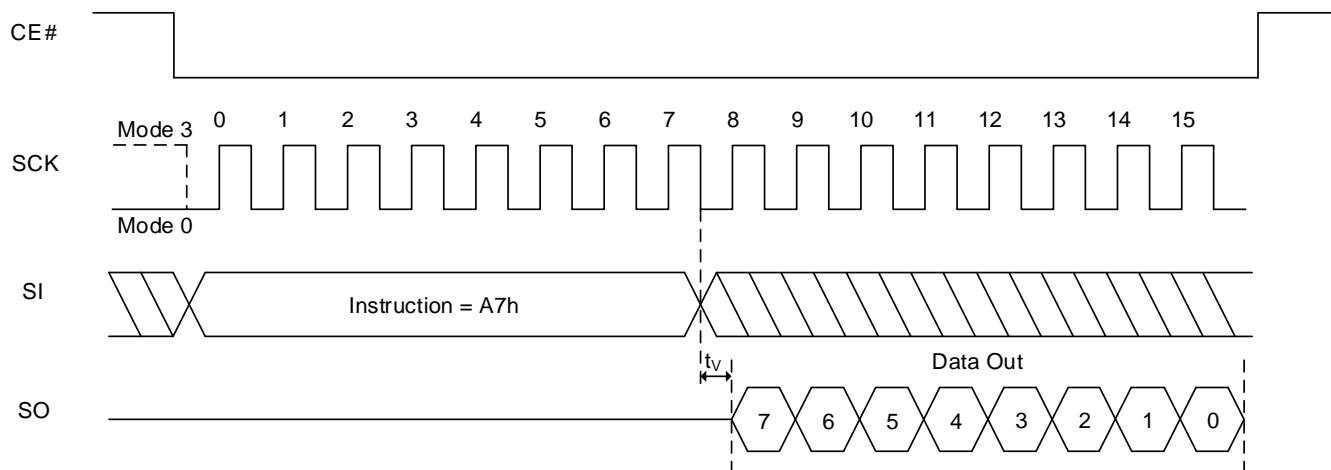 CE#
0 1 2 3 4 5 6 7 8 9 10 11 12 13 14 15
Mode 3
SCK
Mode 0
SI
Instruction = A7h
tV
Data Out
SO
7 6 5 4 3 2 1 0